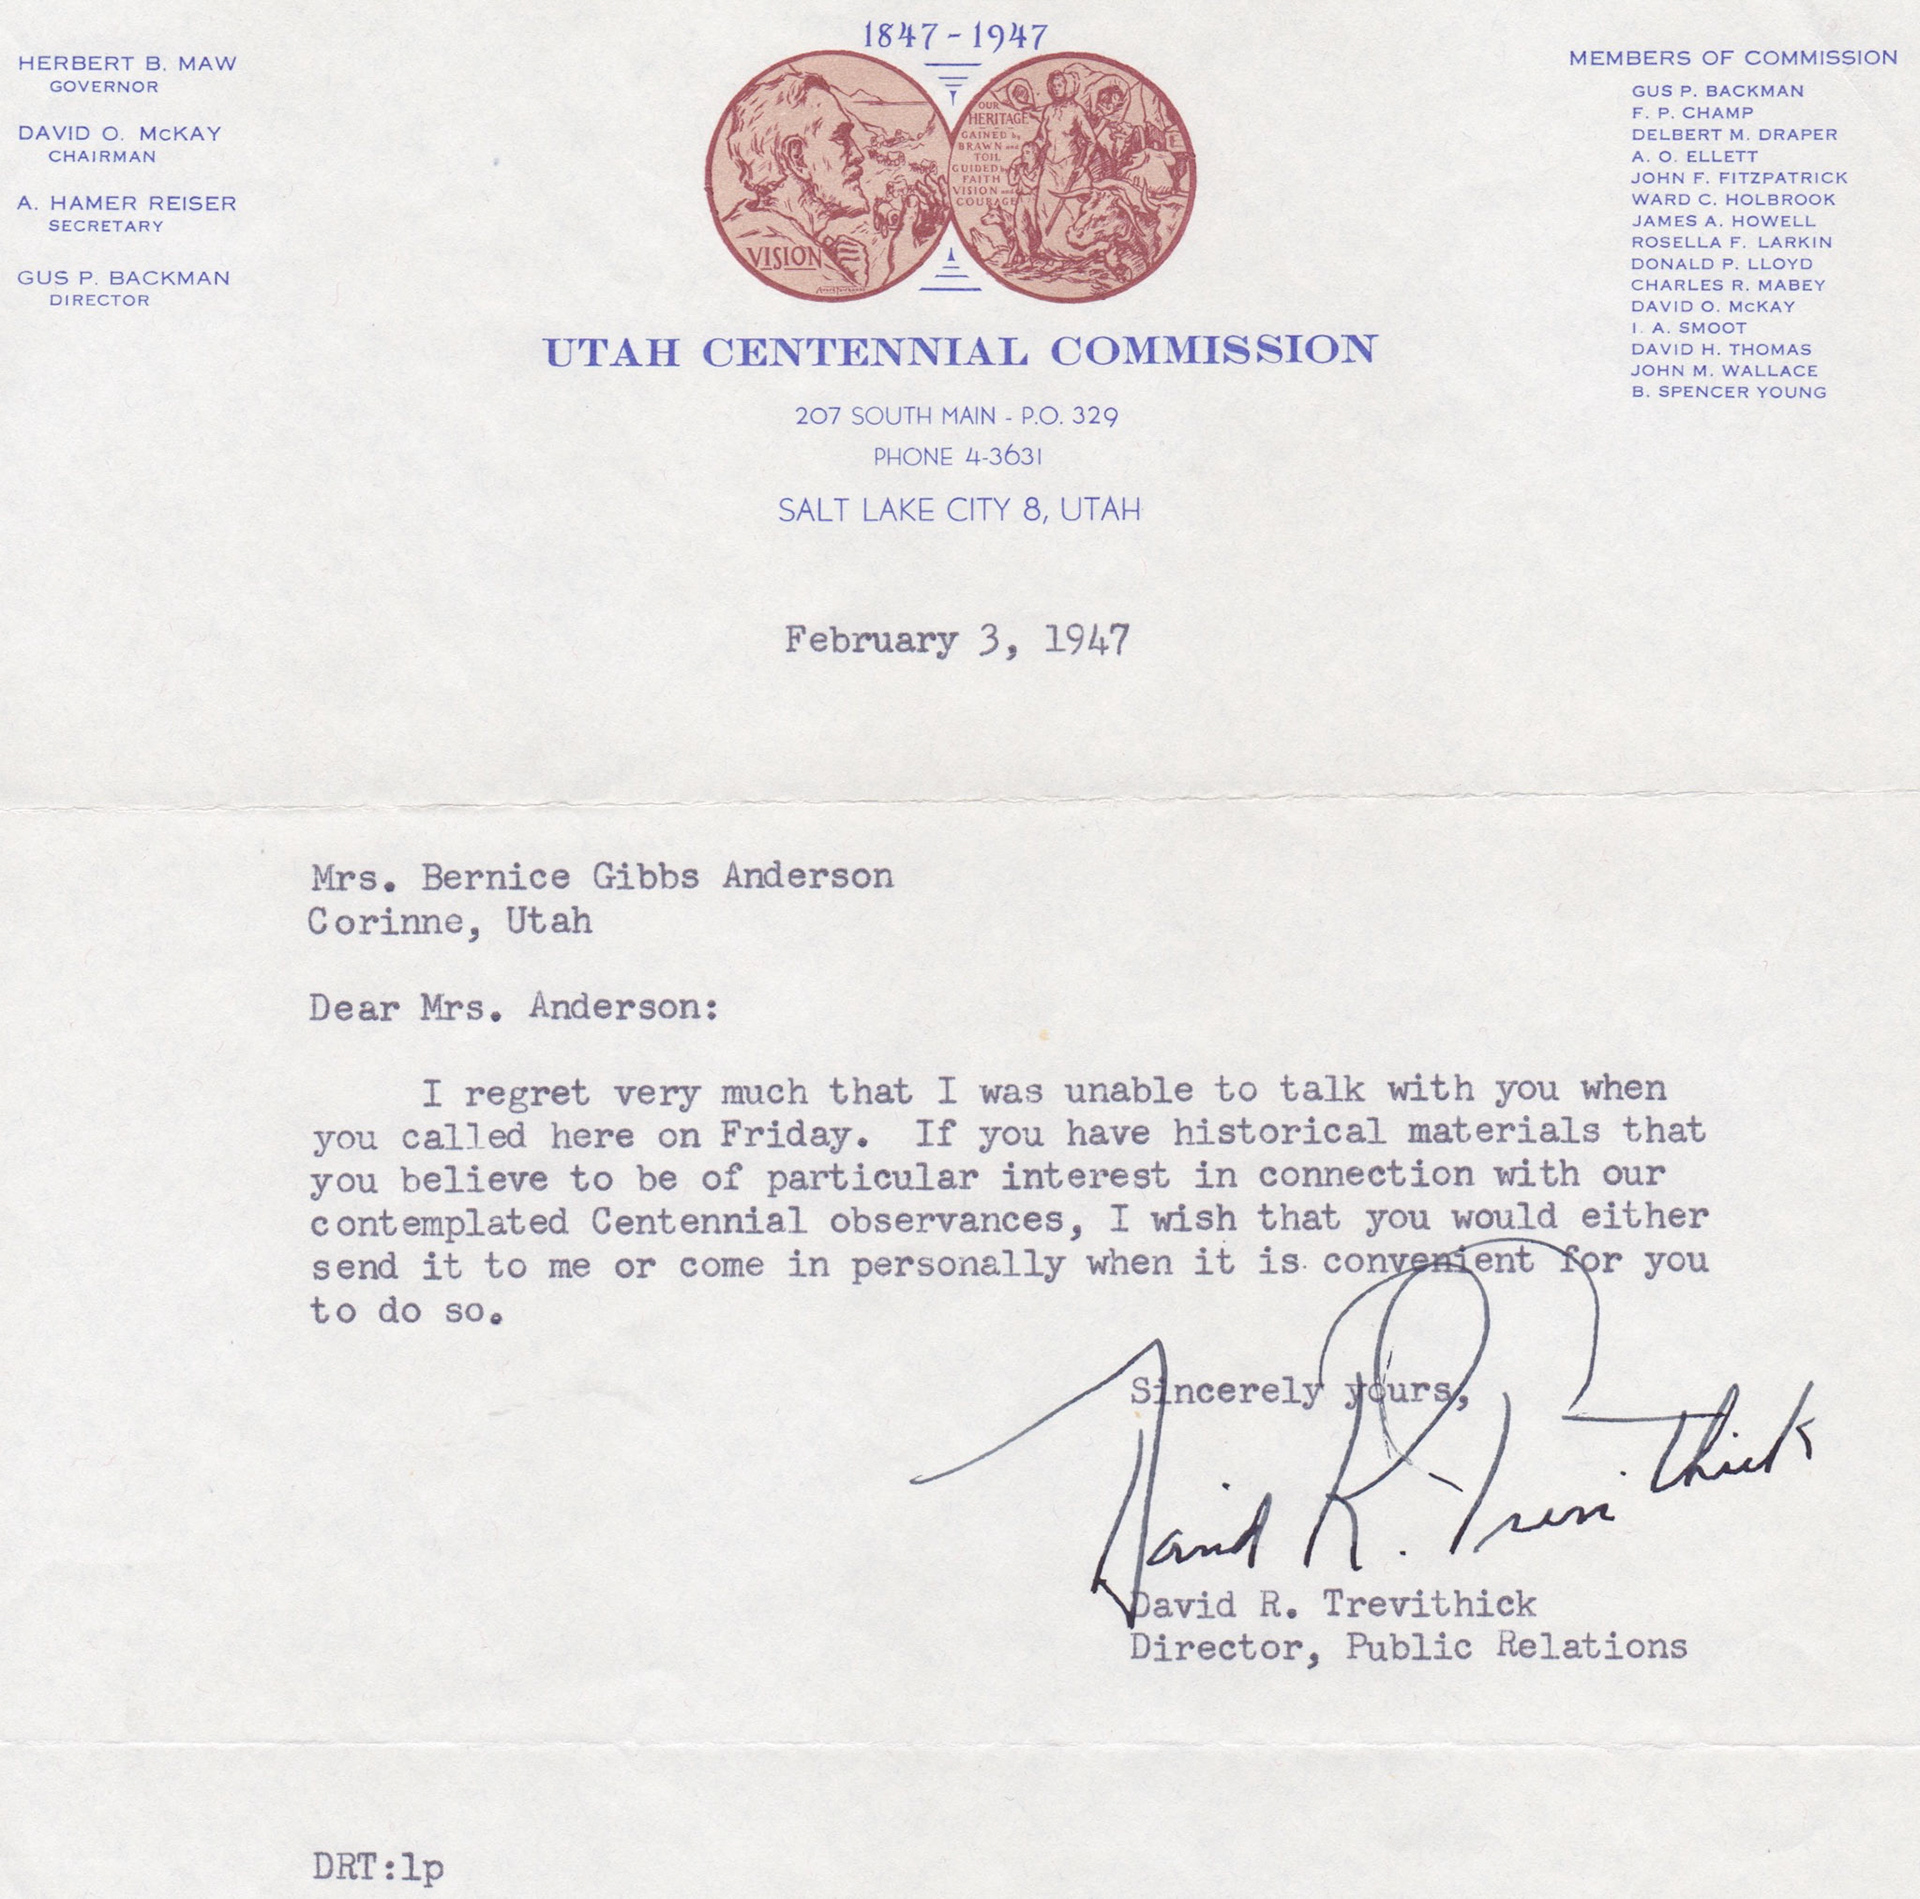 1847 - 1947
HERBERT B. MAW
GOVERNOR
DAVID O. McKAY
CHAIRMAN
A. HAMER REISER
SECRETARY
GUS P. BACKMAN
DIRECTOR
VISION
OUR
HERITAGE
GAINED by
BRAWN and
TOIL
GUIDED by
FAITH
VISION and
COURAGE
MEMBERS OF COMMISSION
GUS P. BACKMAN
F. P. CHAMP
DELBERT M. DRAPER
A. O. ELLETT
JOHN F. FITZPATRICK
WARD C. HOLBROOK
JAMES A. HOWELL
ROSELLA F. LARKIN
DONALD P. LLOYD
CHARLES R. MABEY
DAVID O. McKAY
I. A. SMOOT
DAVID H. THOMAS
JOHN M. WALLACE
B. SPENCER YOUNG
UTAH CENTENNIAL COMMISSION
207 SOUTH MAIN - P.O. 329
PHONE 4-3631
SALT LAKE CITY 8, UTAH
February 3, 1947
Mrs. Bernice Gibbs Anderson
Corinne, Utah
Dear Mrs. Anderson:
I regret very much that I was unable to talk with you when
you called here on Friday. If you have historical materials that
you believe to be of particular interest in connection with our
contemplated Centennial observances, I wish that you would either
send it to me or come in personally when it is convenient for you
to do so.
Sincerely yours,
David R. Trevithick
David R. Trevithick
Director, Public Relations
DRT:lp